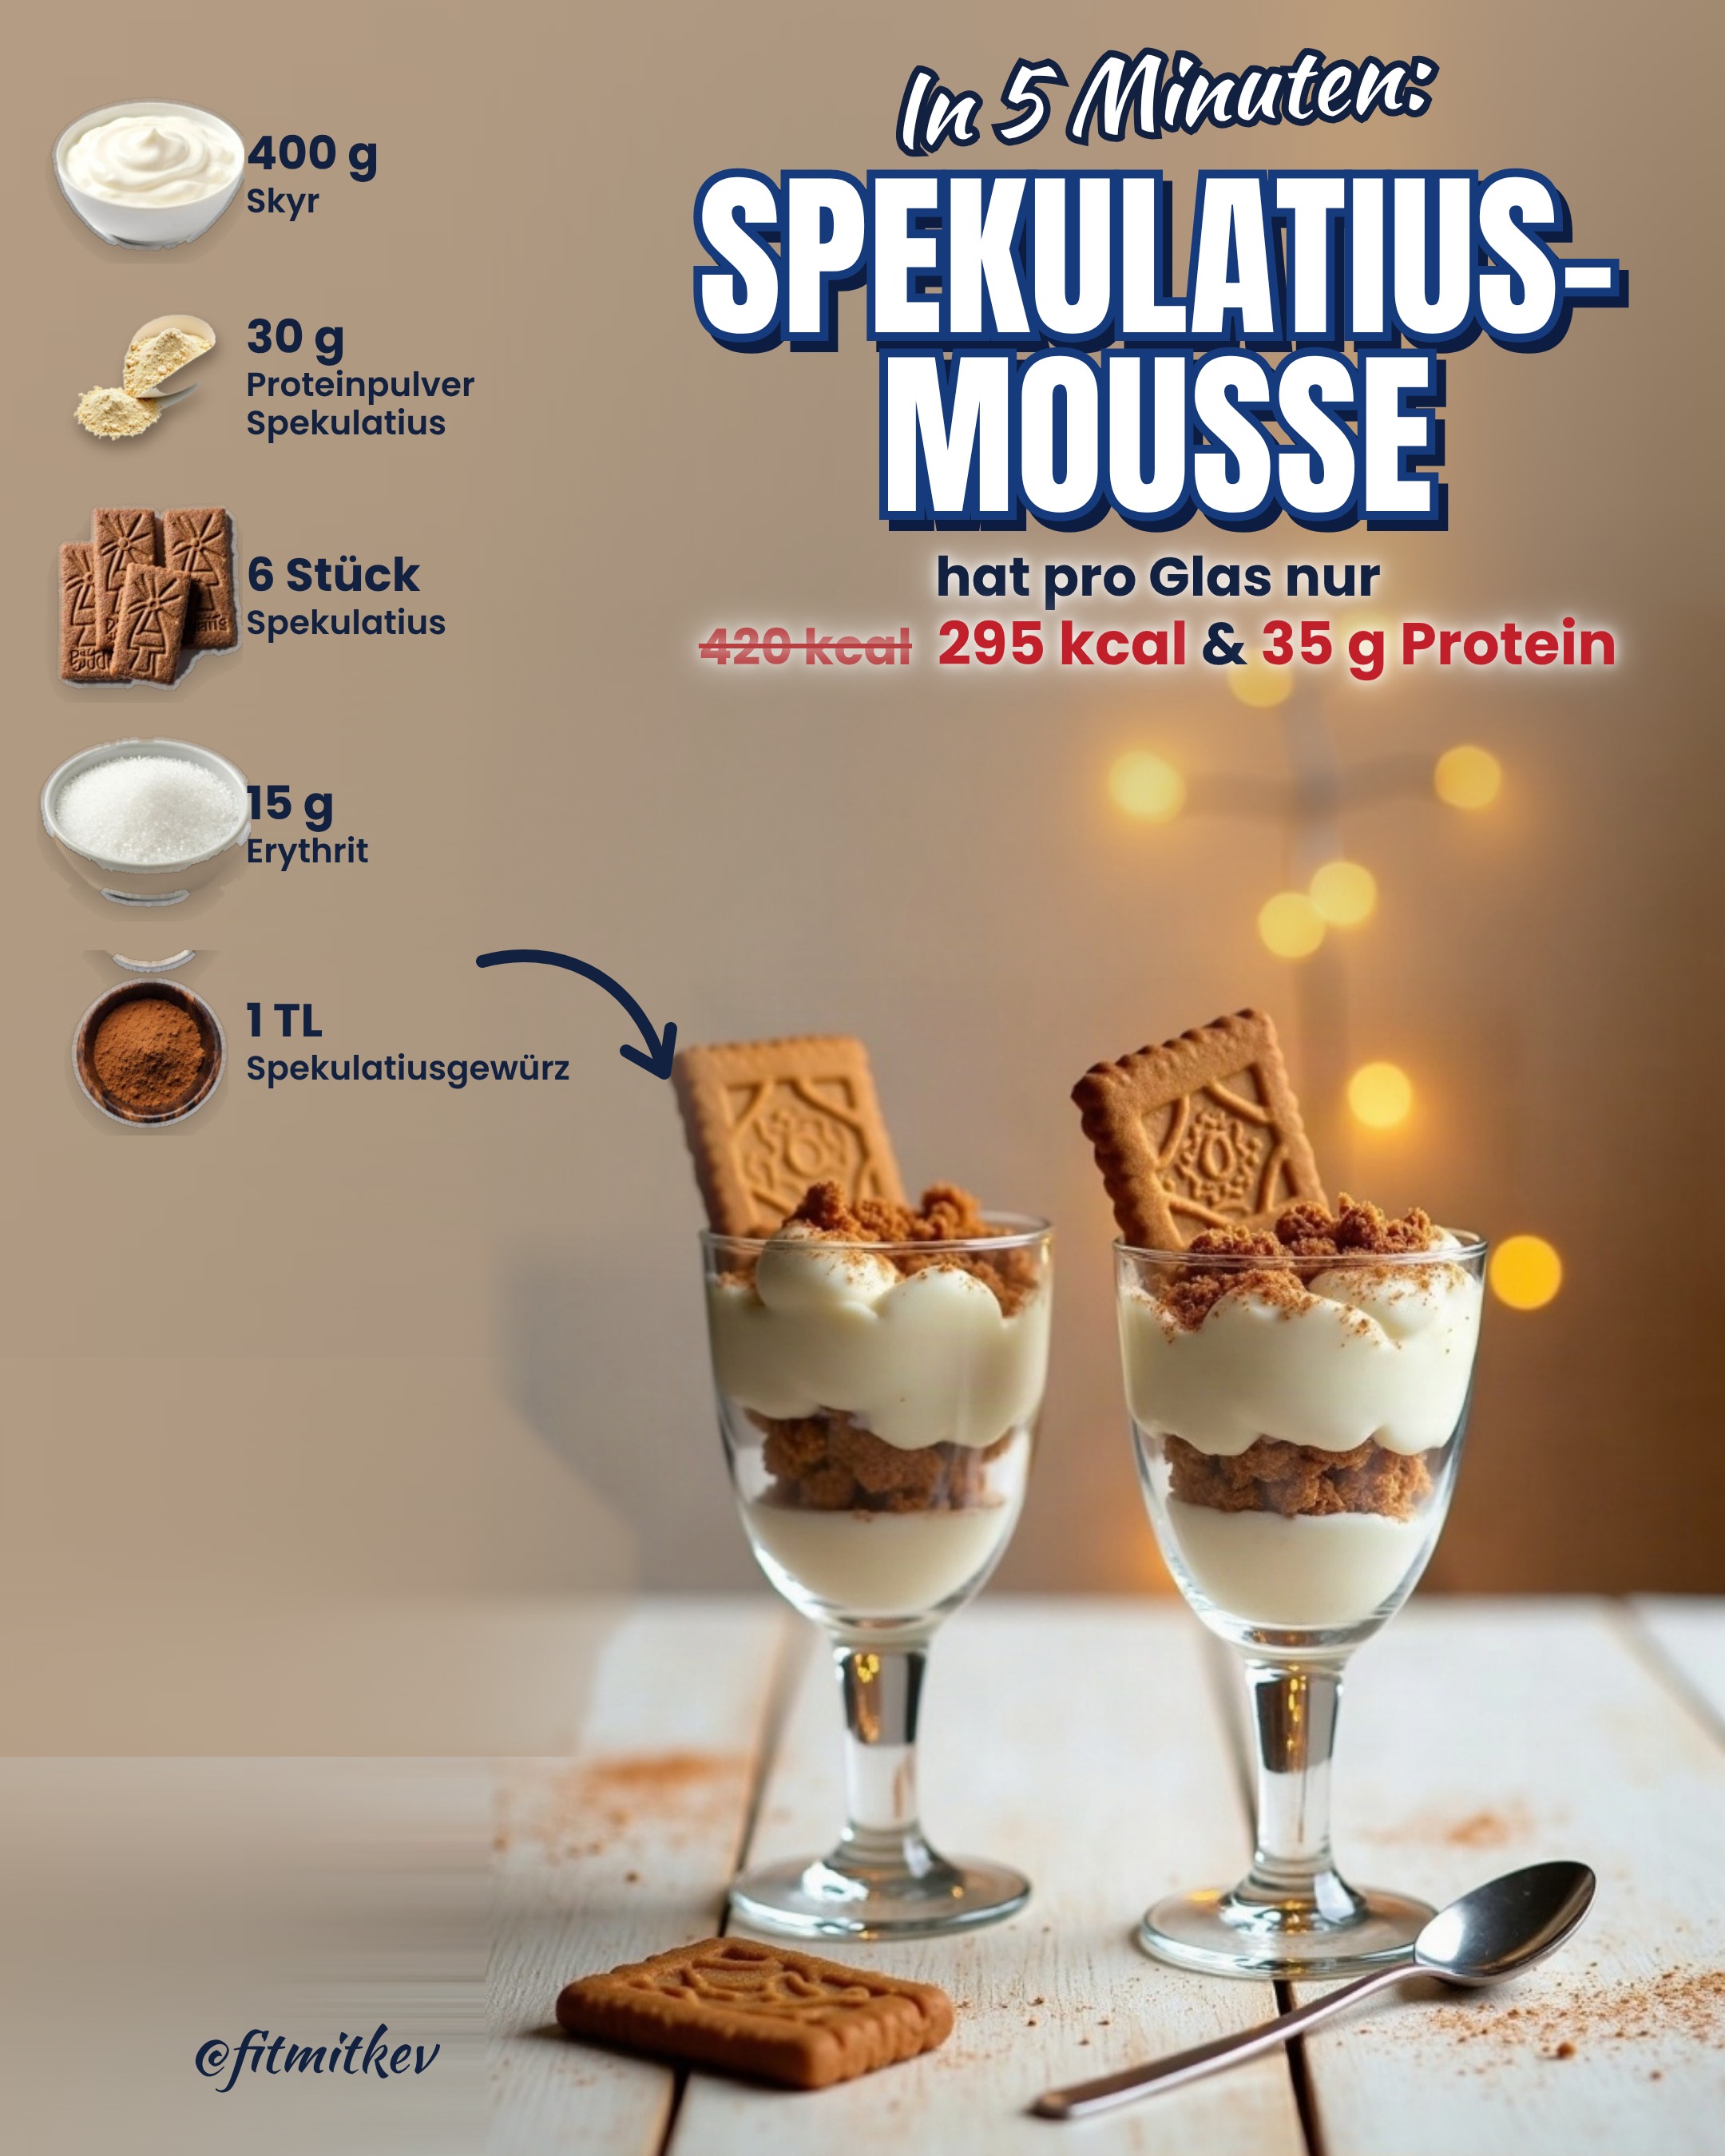 In 5 Minuten:
SPEKULATIUS-
MOUSSE
hat pro Glas nur
420 kcal 295 kcal & 35 g Protein
400 g
Skyr
30 g
Proteinpulver
Spekulatius
6 Stück
Spekulatius
15 g
Erythrit
1 TL
Spekulatiusgewürz
@fitmitkev